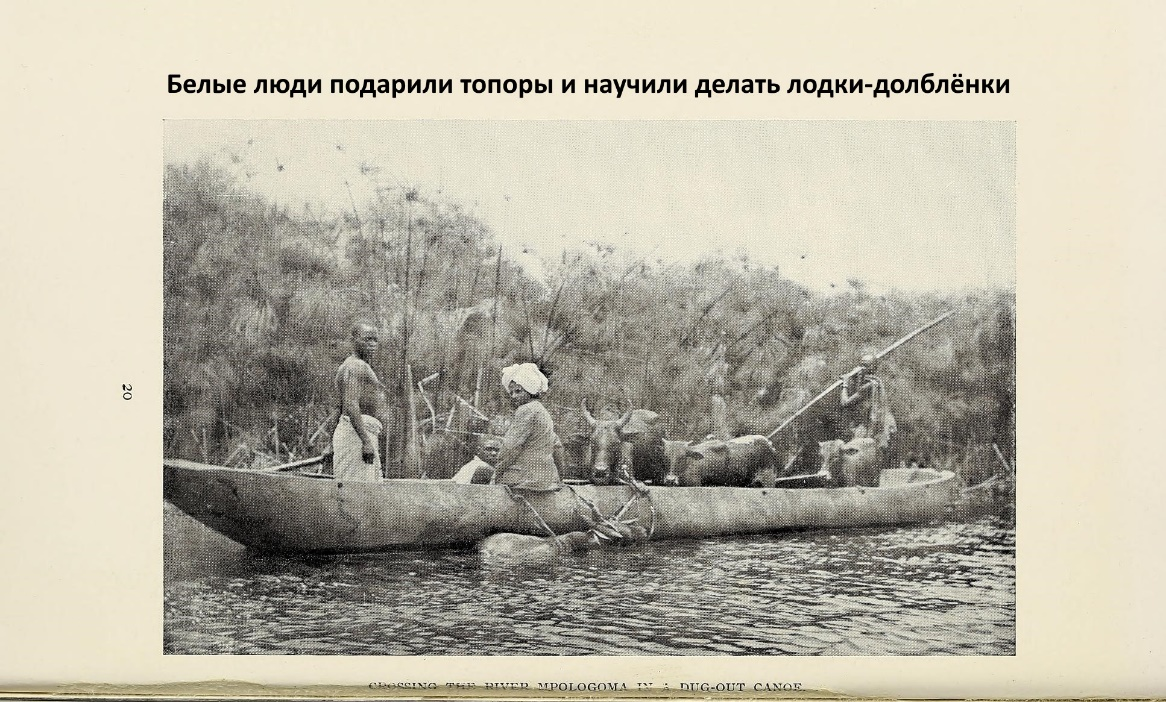 Белые люди подарили топоры и научили делать лодки-долблёнки
20
CROSSING THE RIVER MPOLOGOMA IN A DUG-OUT CANOE.